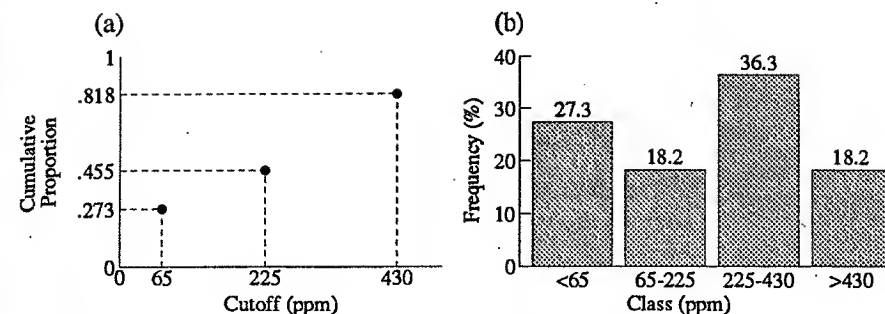 (a)
1
.818
.455
.273
0
Cumulative
Proportion
0 65 225 430
Cutoff (ppm)
(b)
40
30
20
10
0
Frequency (%)
27.3
18.2
36.3
18.2
<65 65-225 225-430 >430
Class (ppm)